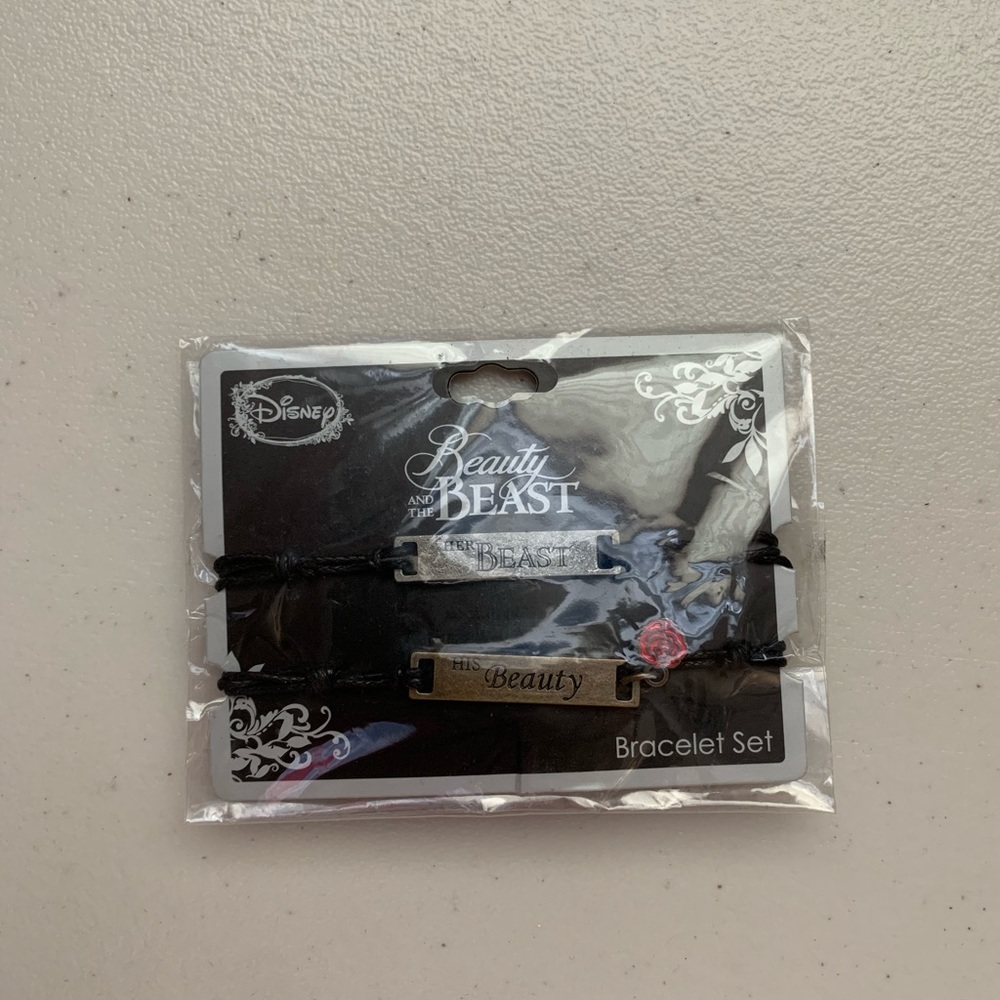 Disney
Beauty
AND THE BEAST
HER BEAST
HIS Beauty
Bracelet Set